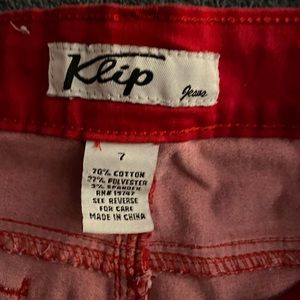 Klip
Jeans
7
70% COTTON
27% POLYESTER
3% SPANDEX
RN# 19747
SEE REVERSE
FOR CARE
MADE IN CHINA